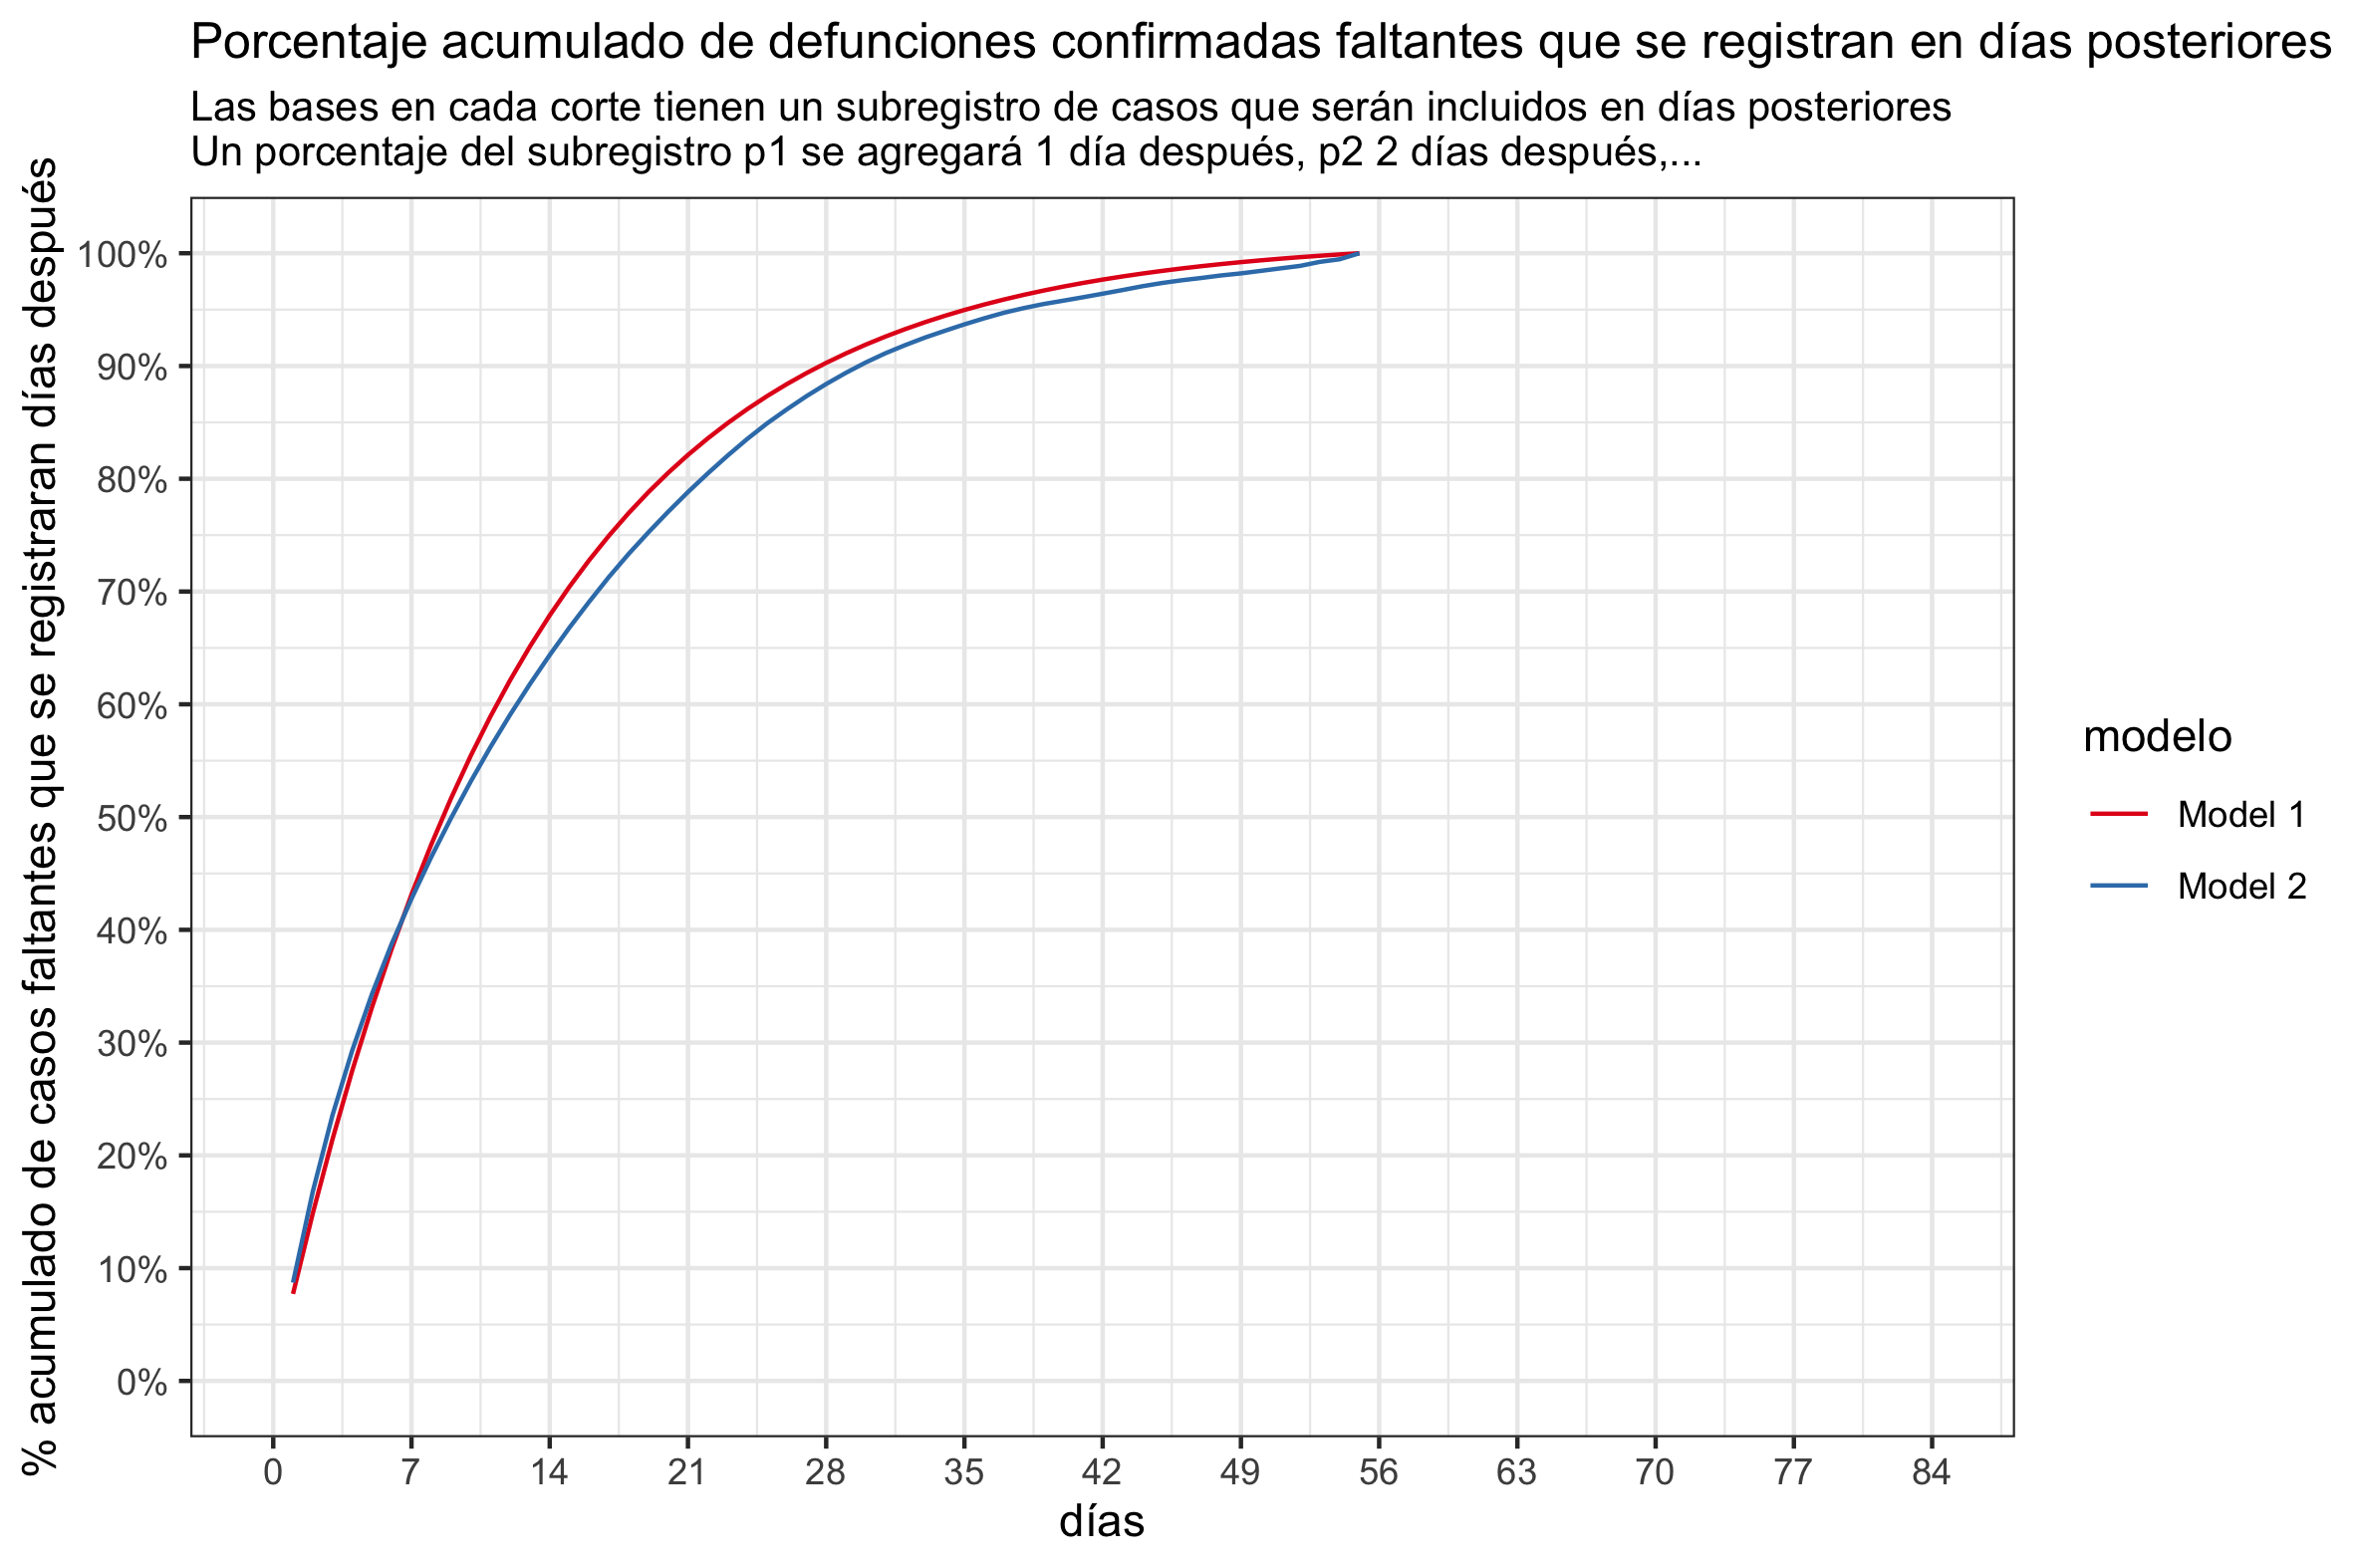 Porcentaje acumulado de defunciones confirmadas faltantes que se registran en días posteriores
Las bases en cada corte tienen un subregistro de casos que serán incluidos en días posteriores
Un porcentaje del subregistro p1 se agregará 1 día después, p2 2 días después,...
% acumulado de casos faltantes que se registraran días después
100%
90%
80%
70%
60%
50%
40%
30%
20%
10%
0%
0 7 14 21 28 35 42 49 56 63 70 77 84
días
modelo
Model 1
Model 2